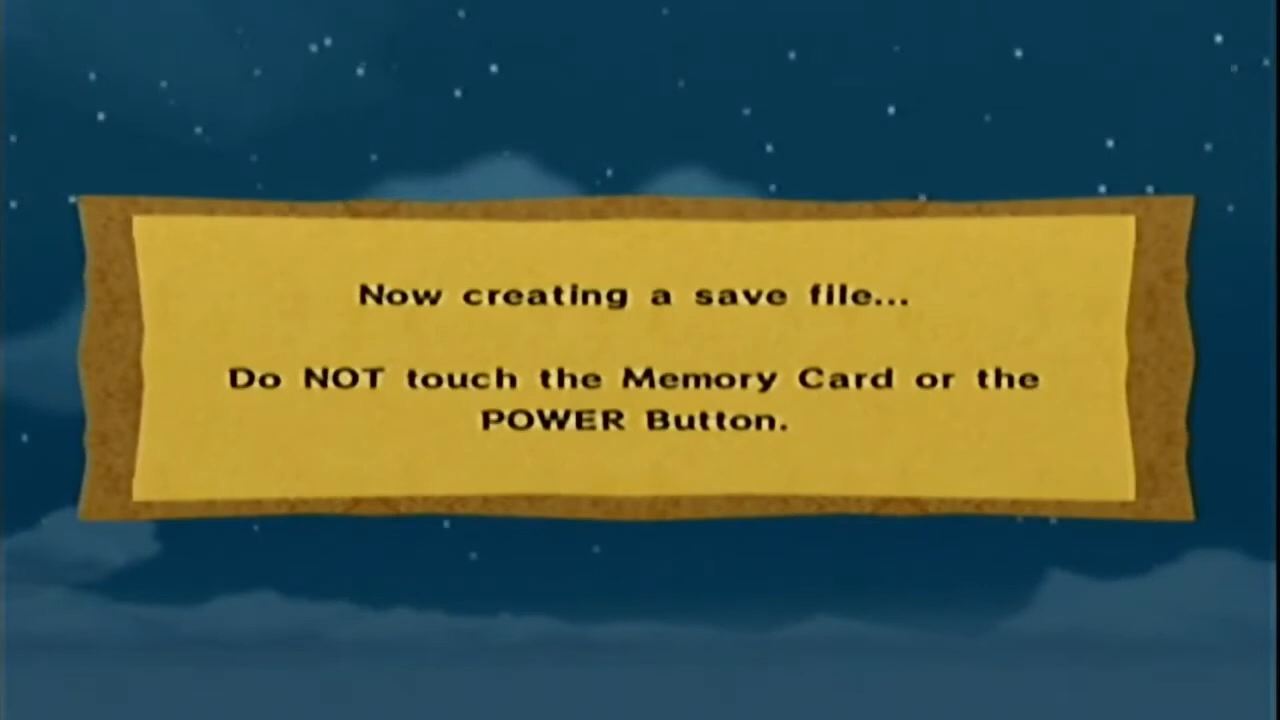 Now creating a save file...
Do NOT touch the Memory Card or the
POWER Button.